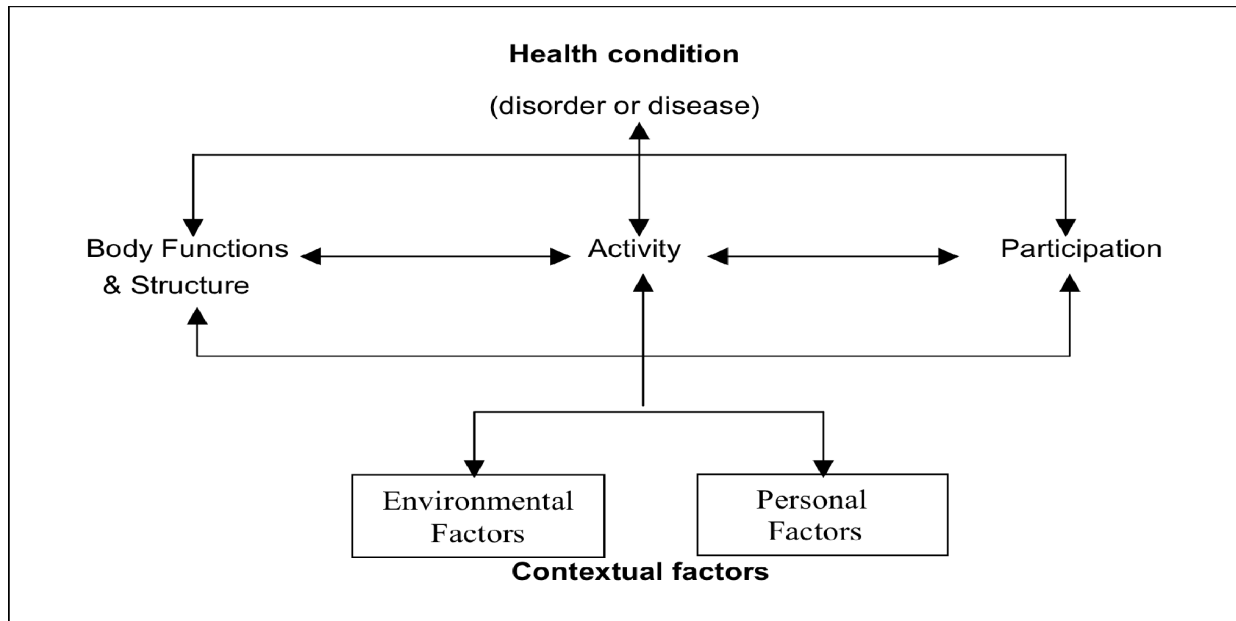 Health condition
(disorder or disease)
Body Functions
& Structure
Activity
Participation
Environmental
Factors
Personal
Factors
Contextual factors